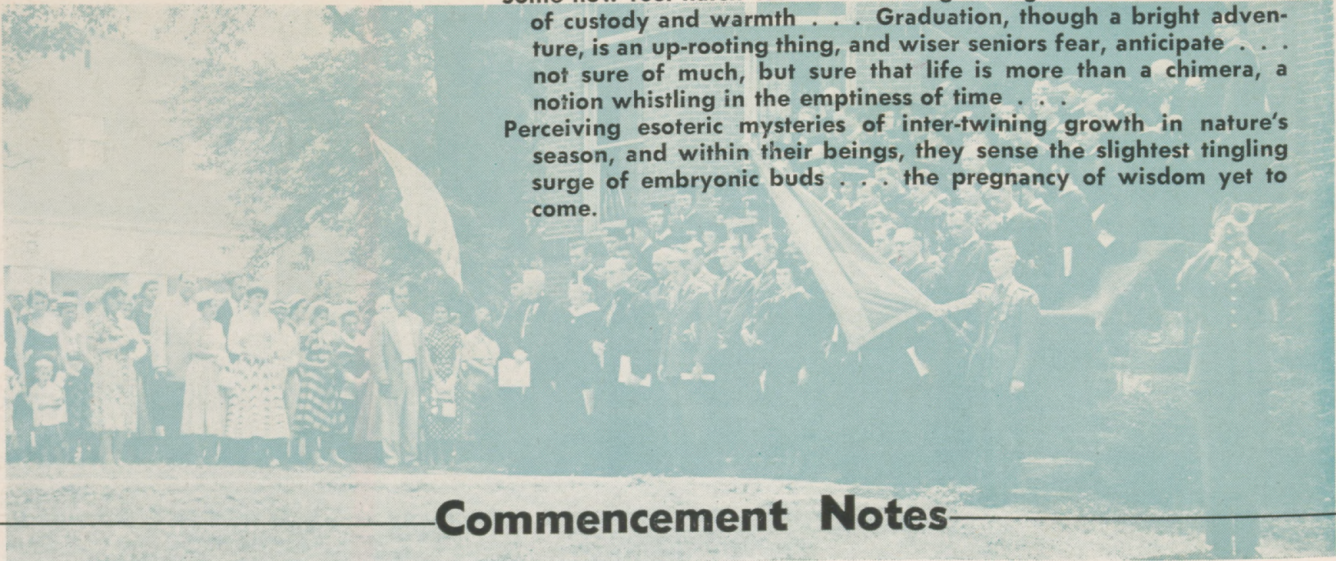 of custody and warmth . . . Graduation, though a bright adven-
ture, is an up-rooting thing, and wiser seniors fear, anticipate . . .
not sure of much, but sure that life is more than a chimera, a
notion whistling in the emptiness of time . . .
Perceiving esoteric mysteries of inter-twining growth in nature's
season, and within their beings, they sense the slightest tingling
surge of embryonic buds . . . the pregnancy of wisdom yet to
come.
Commencement Notes